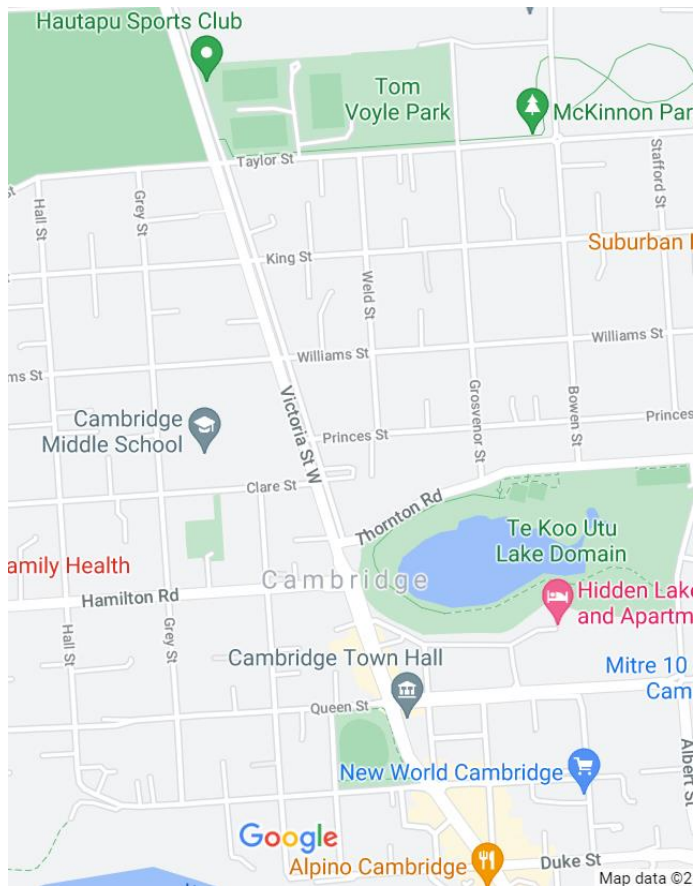 Hautapu Sports Club
Tom
Voyle Park
McKinnon Par
Taylor St
St
Hall St
Grey St
Stafford St
King St
Suburban
Weld St
Williams St
Williams St
ms St
Victoria St W
Grosvenor St
Bowen St
Cambridge
Middle School
Princes St
Princes
Clare St
Thornton Rd
Te Koo Utu
Lake Domain
amily Health
Cambridge
Hamilton Rd
Hidden Lake
and Apartm
Hall St
Grey St
Cambridge Town Hall
Mitre 10
Cam
Queen St
New World Cambridge
Albert St
Google
Alpino Cambridge
Duke St
Map data ©2